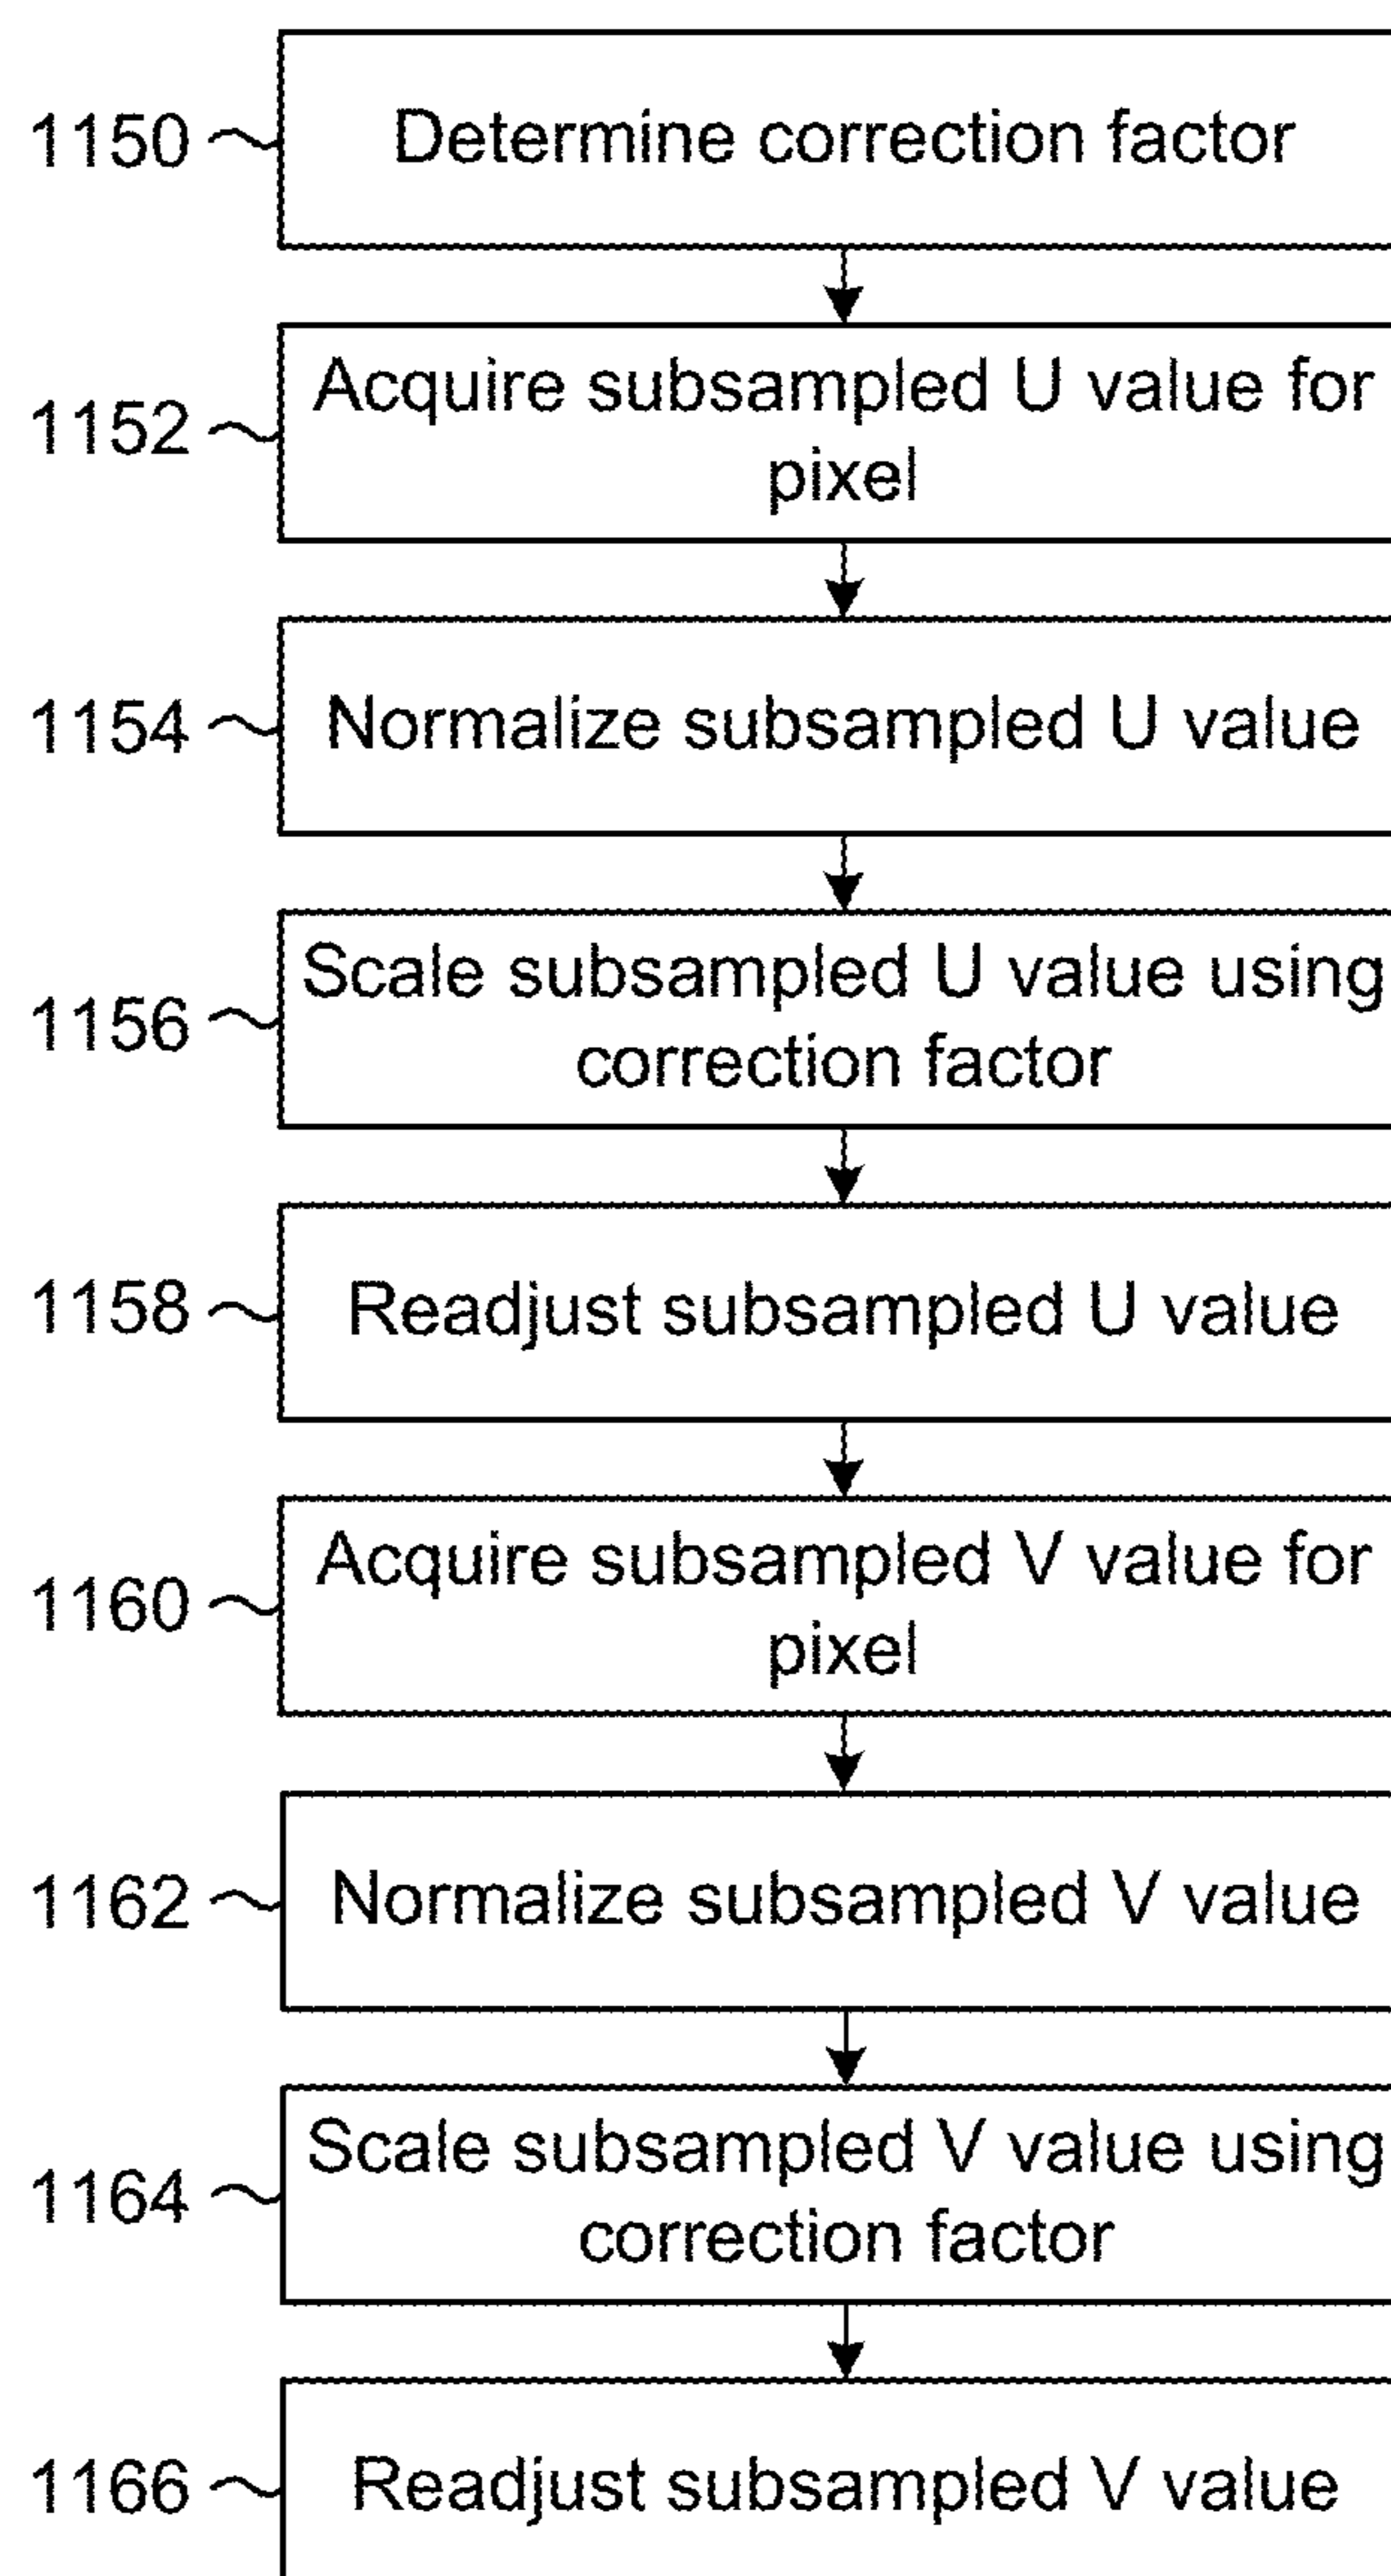 1150
Determine correction factor
1152
Acquire subsampled U value for
pixel
1154
Normalize subsampled U value
1156
Scale subsampled U value using
correction factor
1158
Readjust subsampled U value
1160
Acquire subsampled V value for
pixel
1162
Normalize subsampled V value
1164
Scale subsampled V value using
correction factor
1166
Readjust subsampled V value